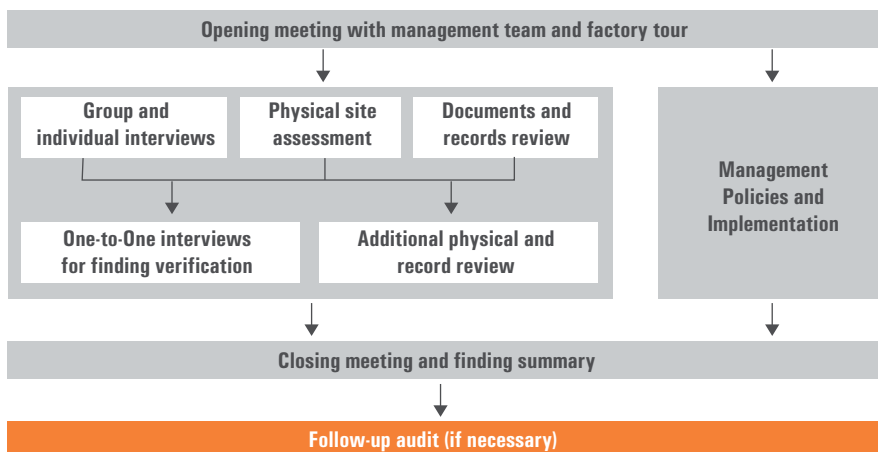 Opening meeting with management team and factory tour
Group and
individual interviews
Physical site
assessment
Documents and
records review
One-to-One interviews
for finding verification
Additional physical and
record review
Management
Policies and
Implementation
Closing meeting and finding summary
Follow-up audit (if necessary)